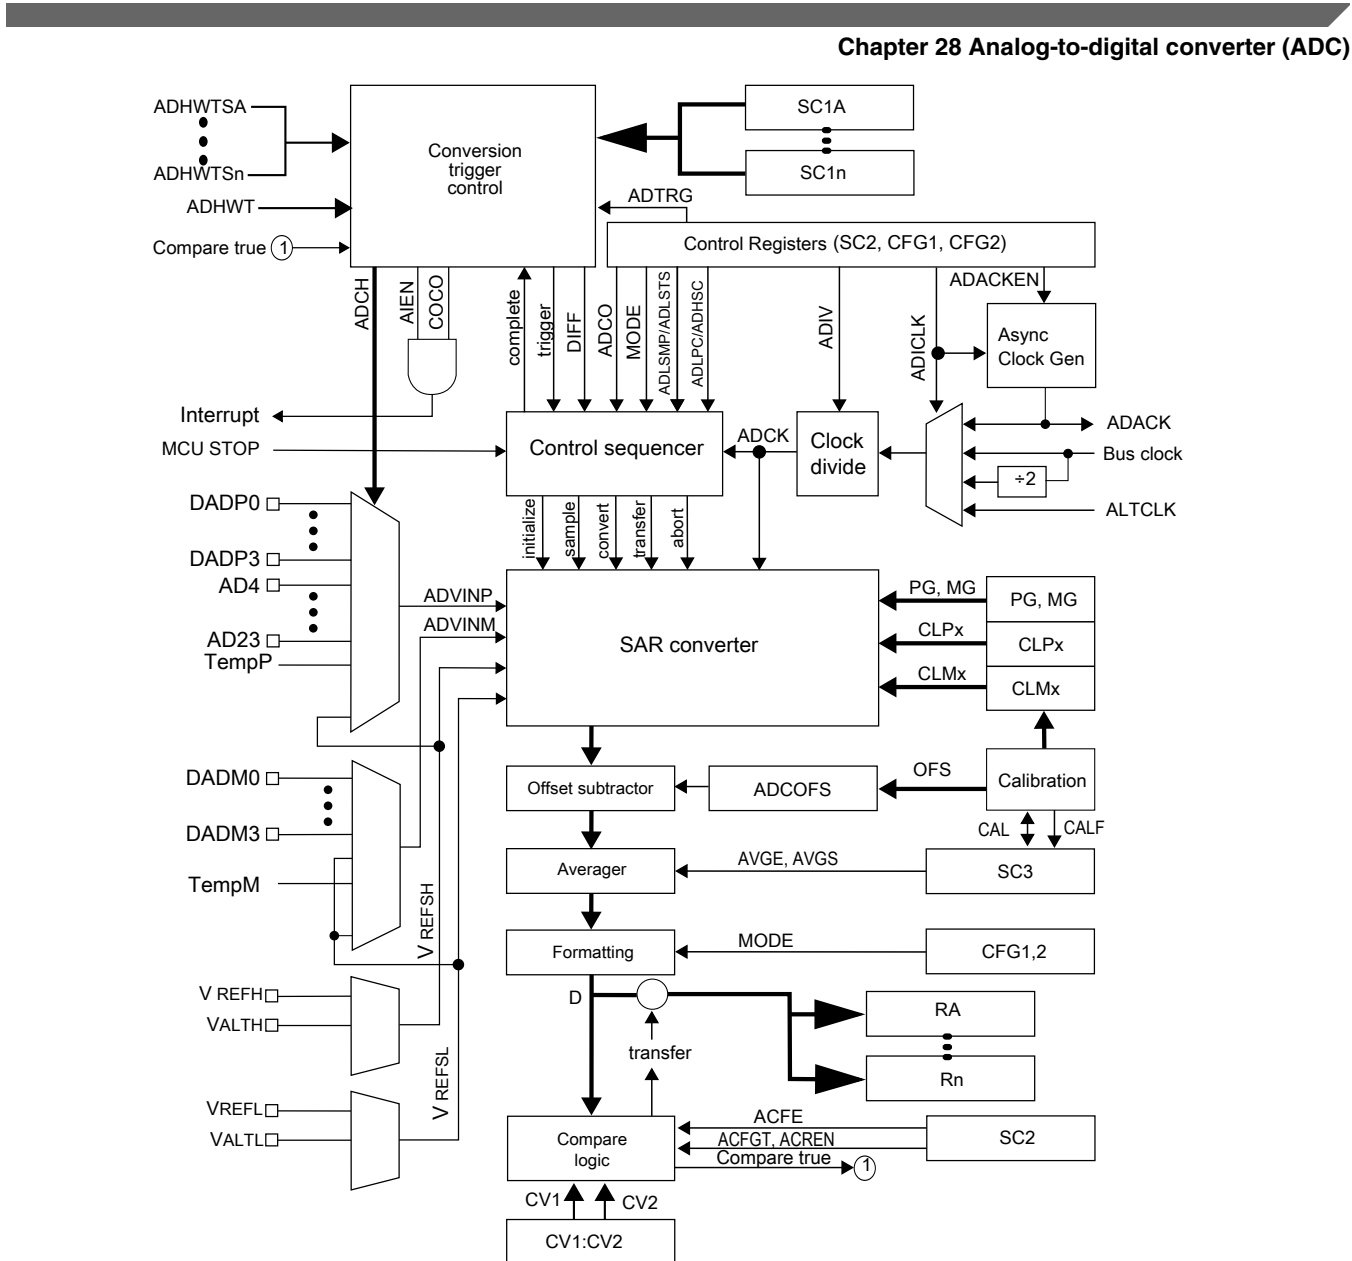 Chapter 28 Analog-to-digital converter (ADC)
ADHWTSA
ADHWTSn
ADHWT
Compare true 1
Conversion
trigger
control
SC1A
SC1n
ADTRG
Control Registers (SC2, CFG1, CFG2)
ADCH
AIEN
COCO
complete
trigger
DIFF
ADCO
MODE
ADLSMP/ADLSTS
ADLPC/ADHSC
ADIV
ADICLK
ADACKEN
Async
Clock Gen
Interrupt
MCU STOP
Control sequencer
ADCK
Clock
divide
ADACK
Bus clock
÷2
ALTCLK
initialize
sample
convert
transfer
abort
DADP0
DADP3
AD4
AD23
TempP
ADVINP
ADVINM
SAR converter
PG, MG
PG, MG
CLPx
CLPx
CLMx
CLMx
DADM0
DADM3
TempM
V REFSH
Offset subtractor
ADCOFS
OFS
Calibration
CAL
CALF
Averager
AVGE, AVGS
SC3
Formatting
MODE
CFG1,2
V REFH
VALTH
D
RA
Rn
transfer
V REFSL
VREFL
VALTL
Compare
logic
ACFE
ACFGT, ACREN
Compare true 1
SC2
CV1
CV2
CV1:CV2